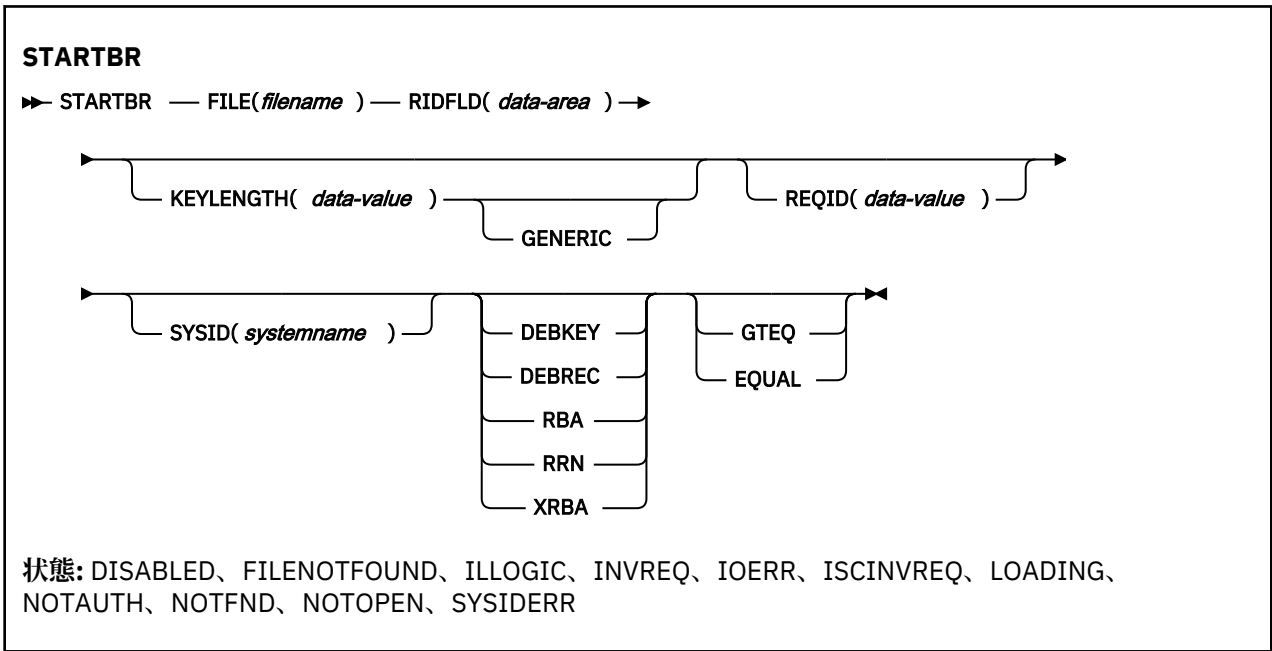 STARTBR
STARTBR FILE(filename ) RIDFLD( data-area )
KEYLENGTH( data-value ) REQID( data-value )
GENERIC
SYSID( systemname ) DEBKEY GTEQ
DEBREC EQUAL
RBA
RRN
XRBA
状態: DISABLED、FILENOTFOUND、ILLOGIC、INVREQ、IOERR、ISCINVREQ、LOADING、
NOTAUTH、NOTFND、NOTOPEN、SYSIDERR